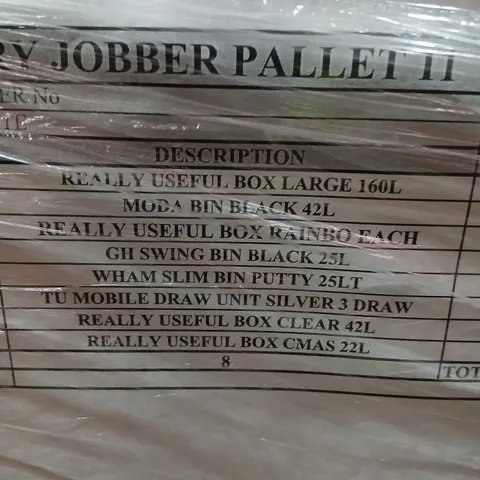 RY JOBBER PALLET 11
ER No
DESCRIPTION
REALLY USEFUL BOX LARGE 160L
MODA BIN BLACK 42L
REALLY USEFUL BOX RAINBO EACH
GH SWING BIN BLACK 25L
WHAM SLIM BIN PUTTY 25LT
TU MOBILE DRAW UNIT SILVER 3 DRAW
REALLY USEFUL BOX CLEAR 42L
REALLY USEFUL BOX CMAS 22L
8
TOT